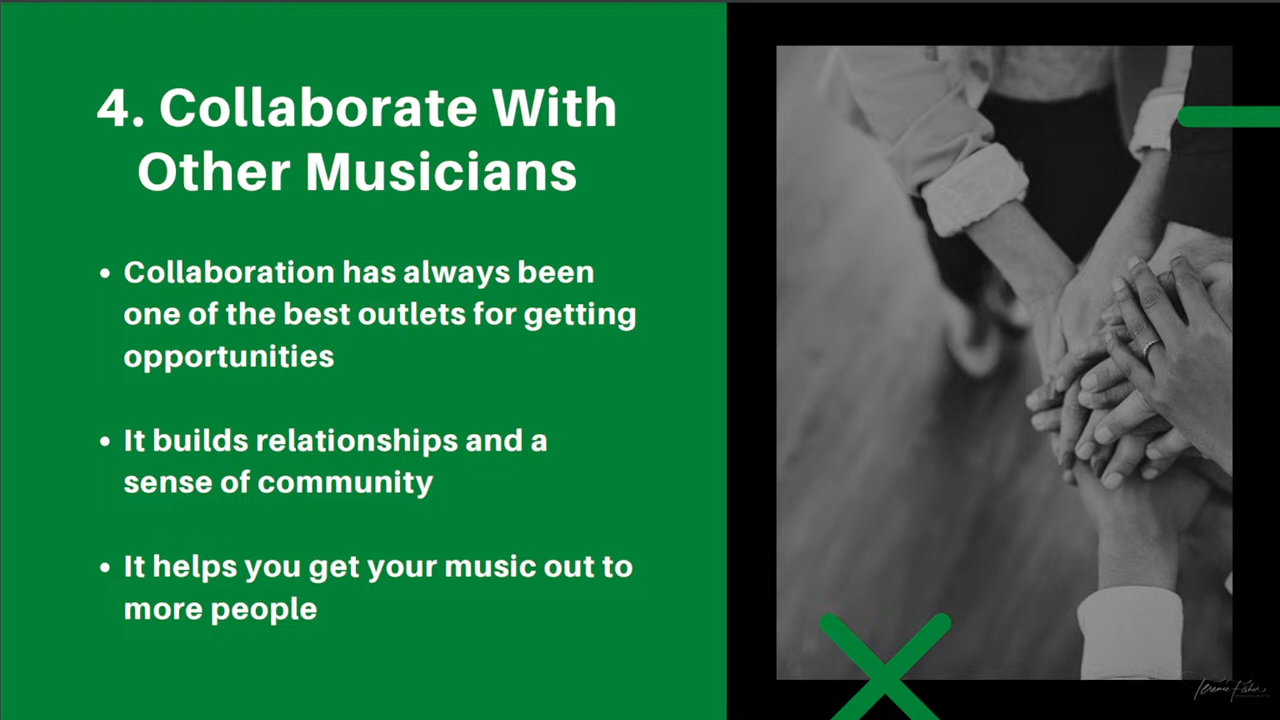 4. Collaborate With
Other Musicians
• Collaboration has always been
one of the best outlets for getting
opportunities
• It builds relationships and a
sense of community
• It helps you get your music out to
more people